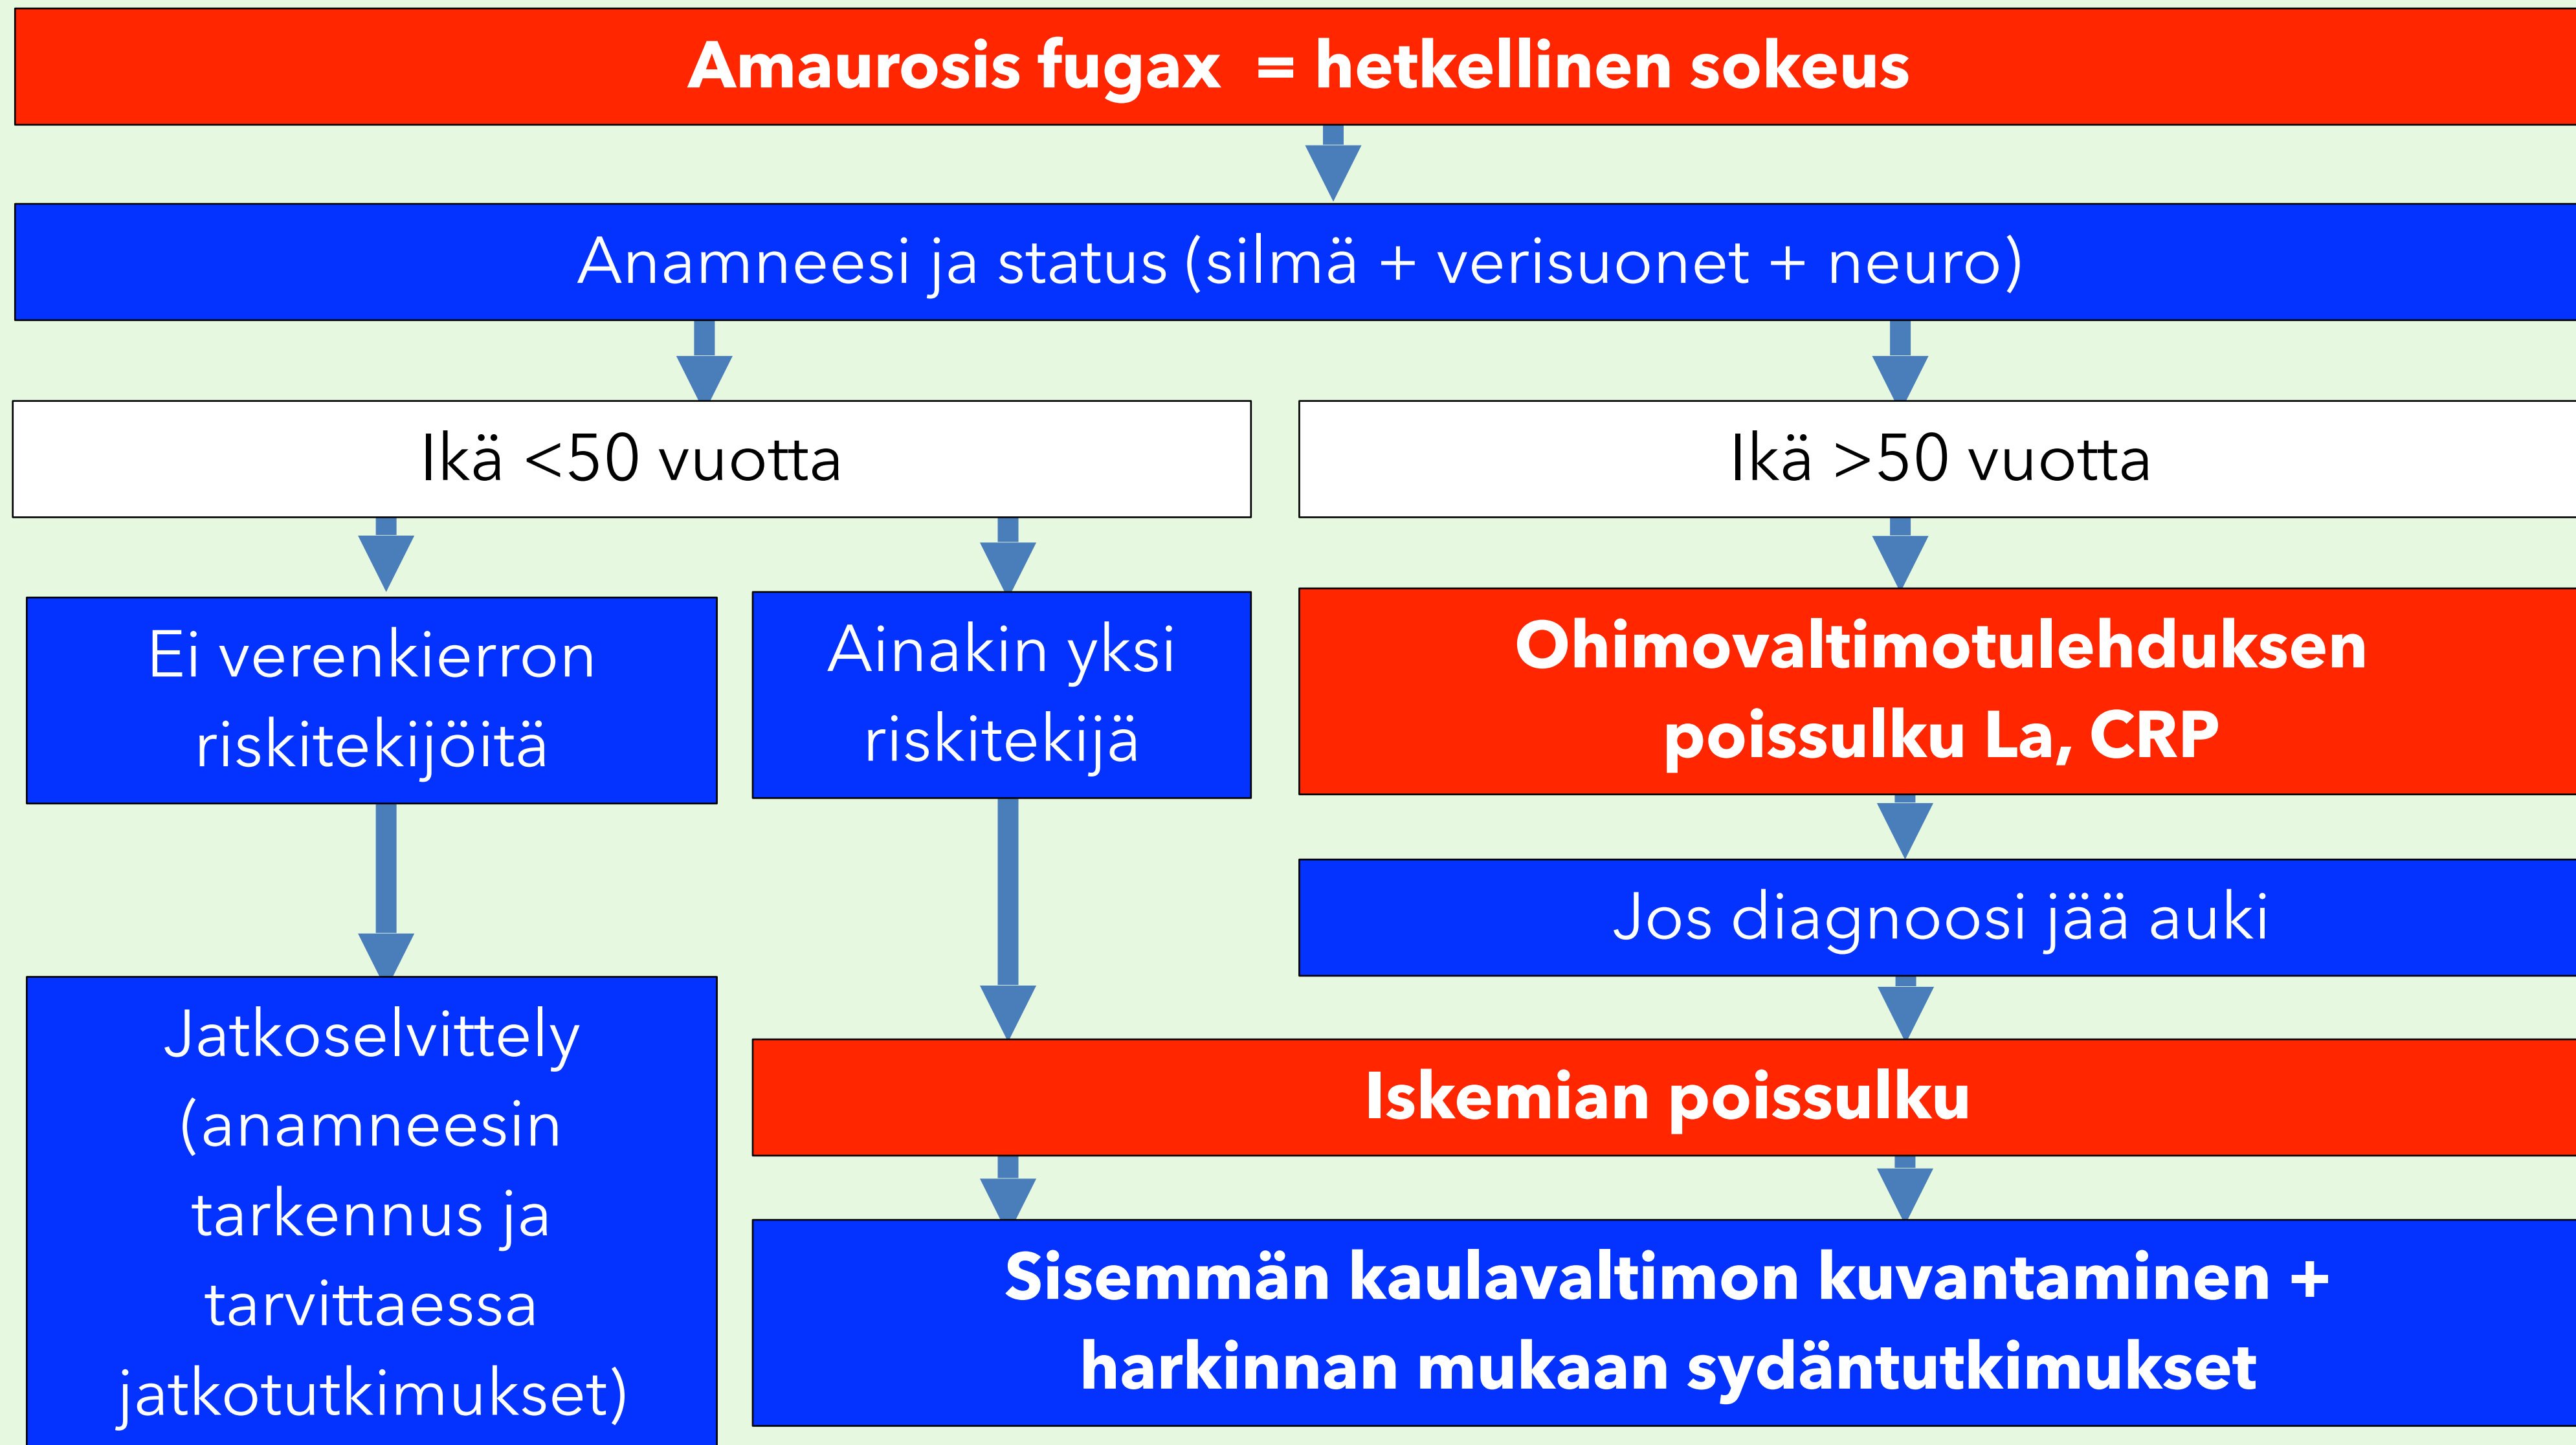 Amaurosis fugax = hetkellinen sokeus
Anamneesi ja status (silmä + verisuonet + neuro)
Ikä <50 vuotta
Ikä >50 vuotta
Ei verenkierron
riskitekijöitä
Ainakin yksi
riskitekijä
Ohimovaltimotulehduksen
poissulku La, CRP
Jos diagnoosi jää auki
Jatkoselvittely
(anamneesin
tarkennus ja
tarvittaessa
jatkotutkimukset)
Iskemian poissulku
Sisemmän kaulavaltimon kuvantaminen +
harkinnan mukaan sydäntutkimukset